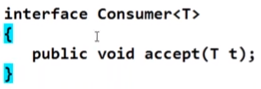 interface Consumer<T>
{
public void accept(T t);
}